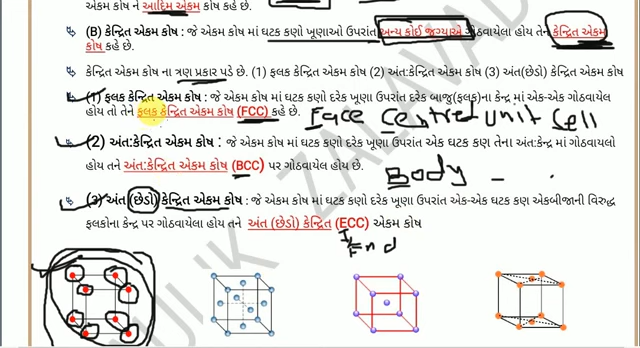 એકમ કોષ ને આદિમ એકમ કોષ કહે છે.
(B) કેન્દ્રિત એકમ કોષ : જે એકમ કોષ માં ઘટક કણો ખૂણાઓ ઉપરાંત અન્ય કોઈ જગ્યાએ ગોઠવાયેલા હોય તેને કેન્દ્રિત એકમ
કોષ કહે છે.
કેન્દ્રિત એકમ કોષ ના ત્રણ પ્રકાર પડે છે. (1) ફલક કેન્દ્રિત એકમ કોષ (2) અંત:કેન્દ્રિત એકમ કોષ (3) અંત(છેડો) કેન્દ્રિત એકમ કોષ
(1) ફલક કેન્દ્રિત એકમ કોષ : જે એકમ કોષ માં ઘટક કણો દરેક ખૂણા ઉપરાંત દરેક બાજુ(ફલક)ના કેન્દ્ર માં એક-એક ગોઠવાયેલ
હોય તો તેને ફલક કેન્દ્રિત એકમ કોષ (FCC) કહે છે.
Face Centred unit Cell
(2) અંત:કેન્દ્રિત એકમ કોષ : જે એકમ કોષ માં ઘટક કણો દરેક ખૂણા ઉપરાંત એક ઘટક કણ તેના અંત:કેન્દ્ર માં ગોઠવાયલો
હોય તને અંત:કેન્દ્રિત એકમ કોષ (BCC) પર ગોઠવાયેલ હોય છે.
Body - - -
(3) અંત (છેડો) કેન્દ્રિત એકમ કોષ : જે એકમ કોષ માં ઘટક કણો દરેક ખૂણા ઉપરાંત એક-એક ઘટક કણ એકબીજાની વિરુદ્ધ
ફલકોના કેન્દ્ર પર ગોઠવાયેલા હોય તને અંત (છેડો) કેન્દ્રિત (ECC) એકમ કોષ
End